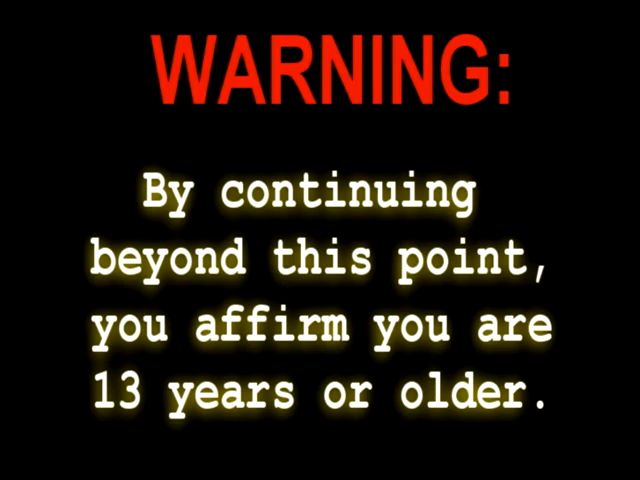 WARNING:
By continuing
beyond this point,
you affirm you are
13 years or older.